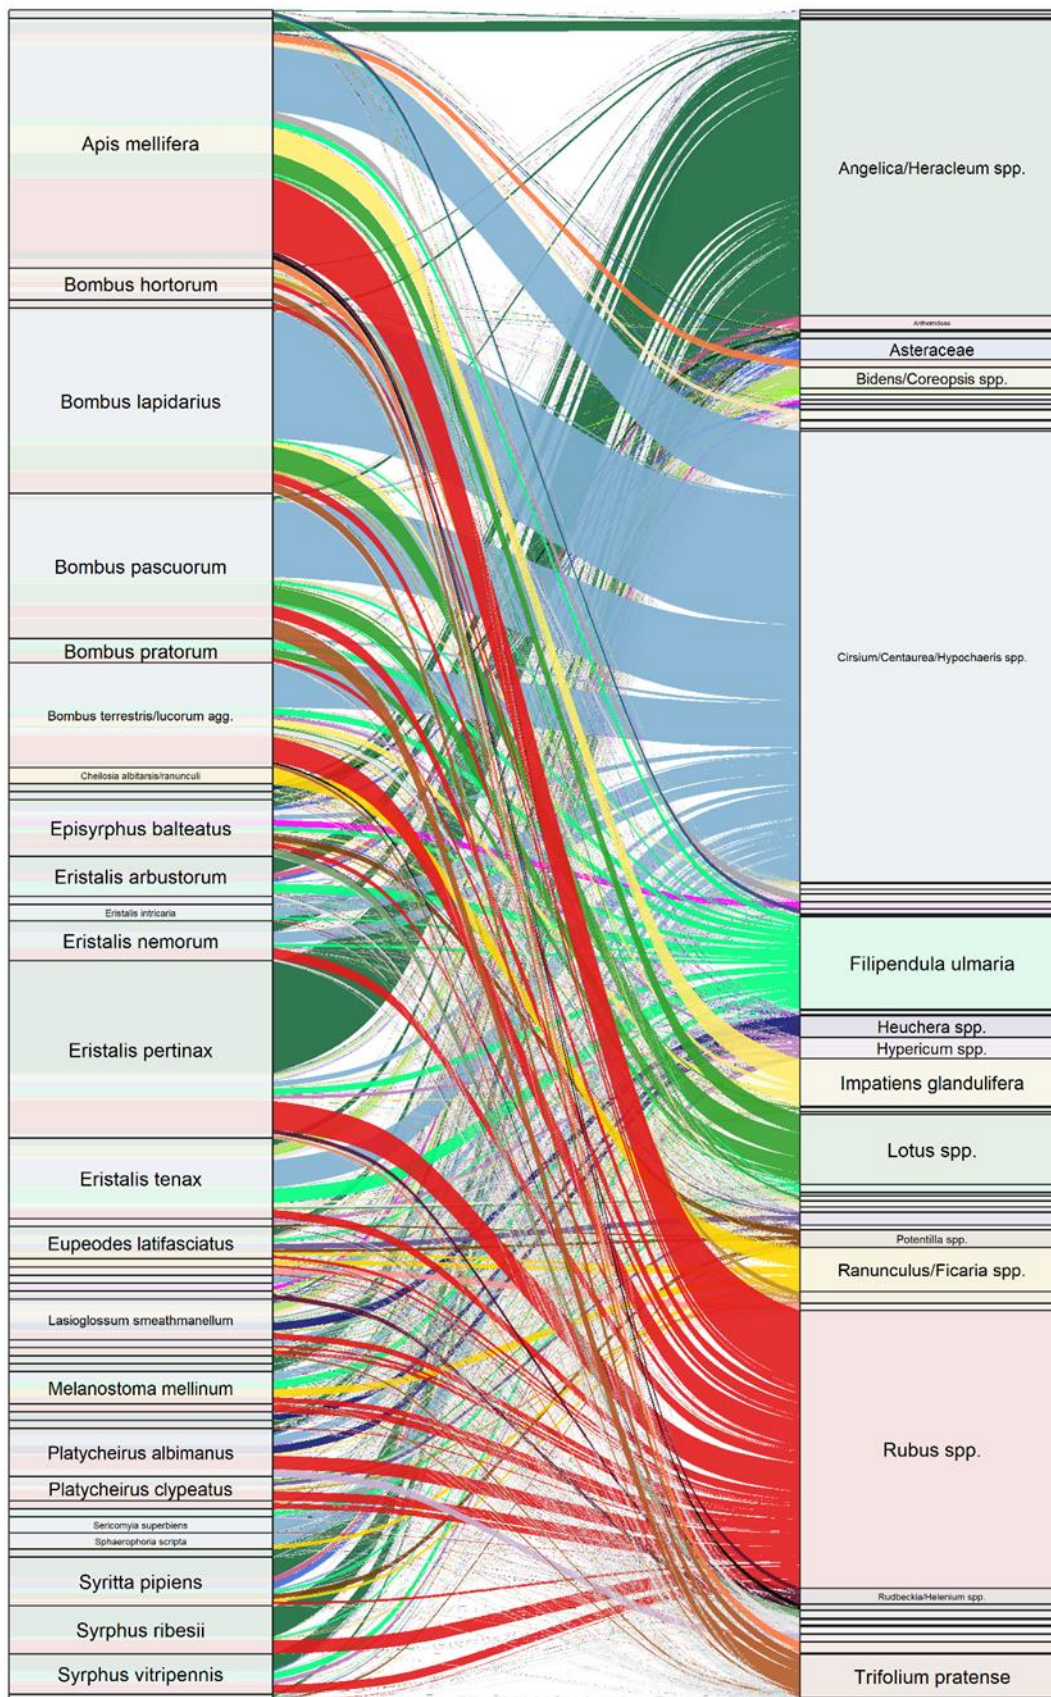 Apis mellifera
Bombus hortorum
Bombus lapidarius
Bombus pascuorum
Bombus pratorum
Bombus terrestris/lucorum agg.
Cheilosia albitarsis/ranunculi
Episyrphus balteatus
Eristalis arbustorum
Eristalis intricaria
Eristalis nemorum
Eristalis pertinax
Eristalis tenax
Eupeodes latifasciatus
Lasioglossum smeathmanellum
Melanostoma mellinum
Platycheirus albimanus
Platycheirus clypeatus
Sericomyia superbiens
Sphaerophoria scripta
Syritta pipiens
Syrphus ribesii
Syrphus vitripennis
Angelica/Heracleum spp.
Anthemideae
Asteraceae
Bidens/Coreopsis spp.
Cirsium/Centaurea/Hypochaeris spp.
Filipendula ulmaria
Heuchera spp.
Hypericum spp.
Impatiens glandulifera
Lotus spp.
Potentilla spp.
Ranunculus/Ficaria spp.
Rubus spp.
Rudbeckia/Helenium spp.
Trifolium pratense